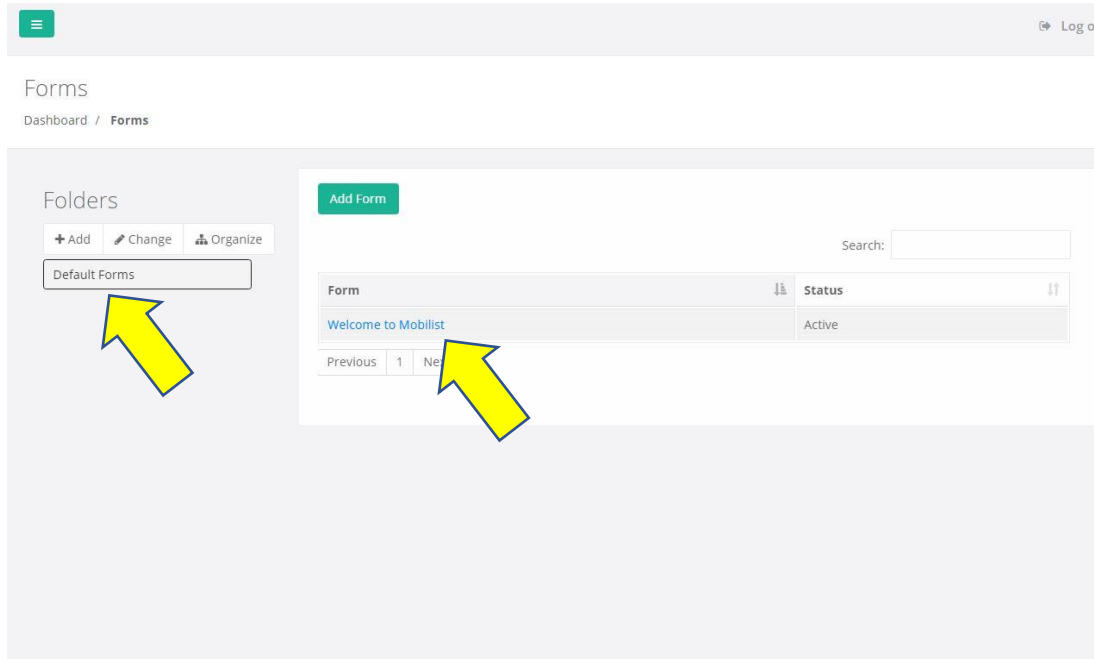 Log o
Forms
Dashboard / Forms
Folders
Add Change Organize
Default Forms
Add Form
Search:
Form Status
Welcome to Mobilist Active
Previous 1